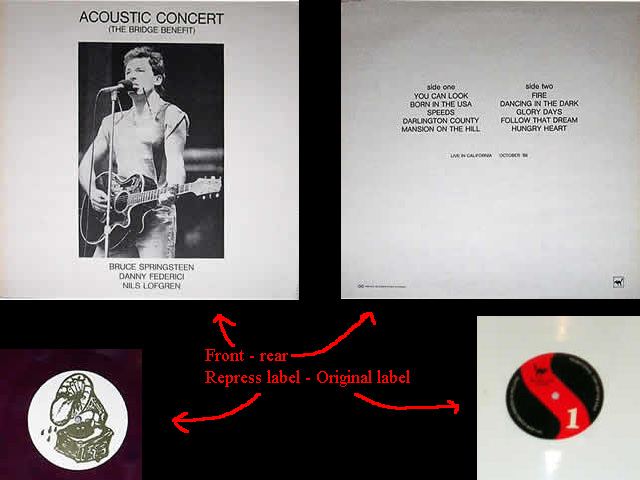 ACOUSTIC CONCERT
(THE BRIDGE BENEFIT)
BRUCE SPRINGSTEEN
DANNY FEDERICI
NILS LOFGREN
side one
YOU CAN LOOK
BORN IN THE USA
SPEEDS
DARLINGTON COUNTY
MANSION ON THE HILL
side two
FIRE
DANCING IN THE DARK
GLORY DAYS
FOLLOW THAT DREAM
HUNGRY HEART
LIVE IN CALIFORNIA OCTOBER '86
Front - rear
Repress label - Original label
1